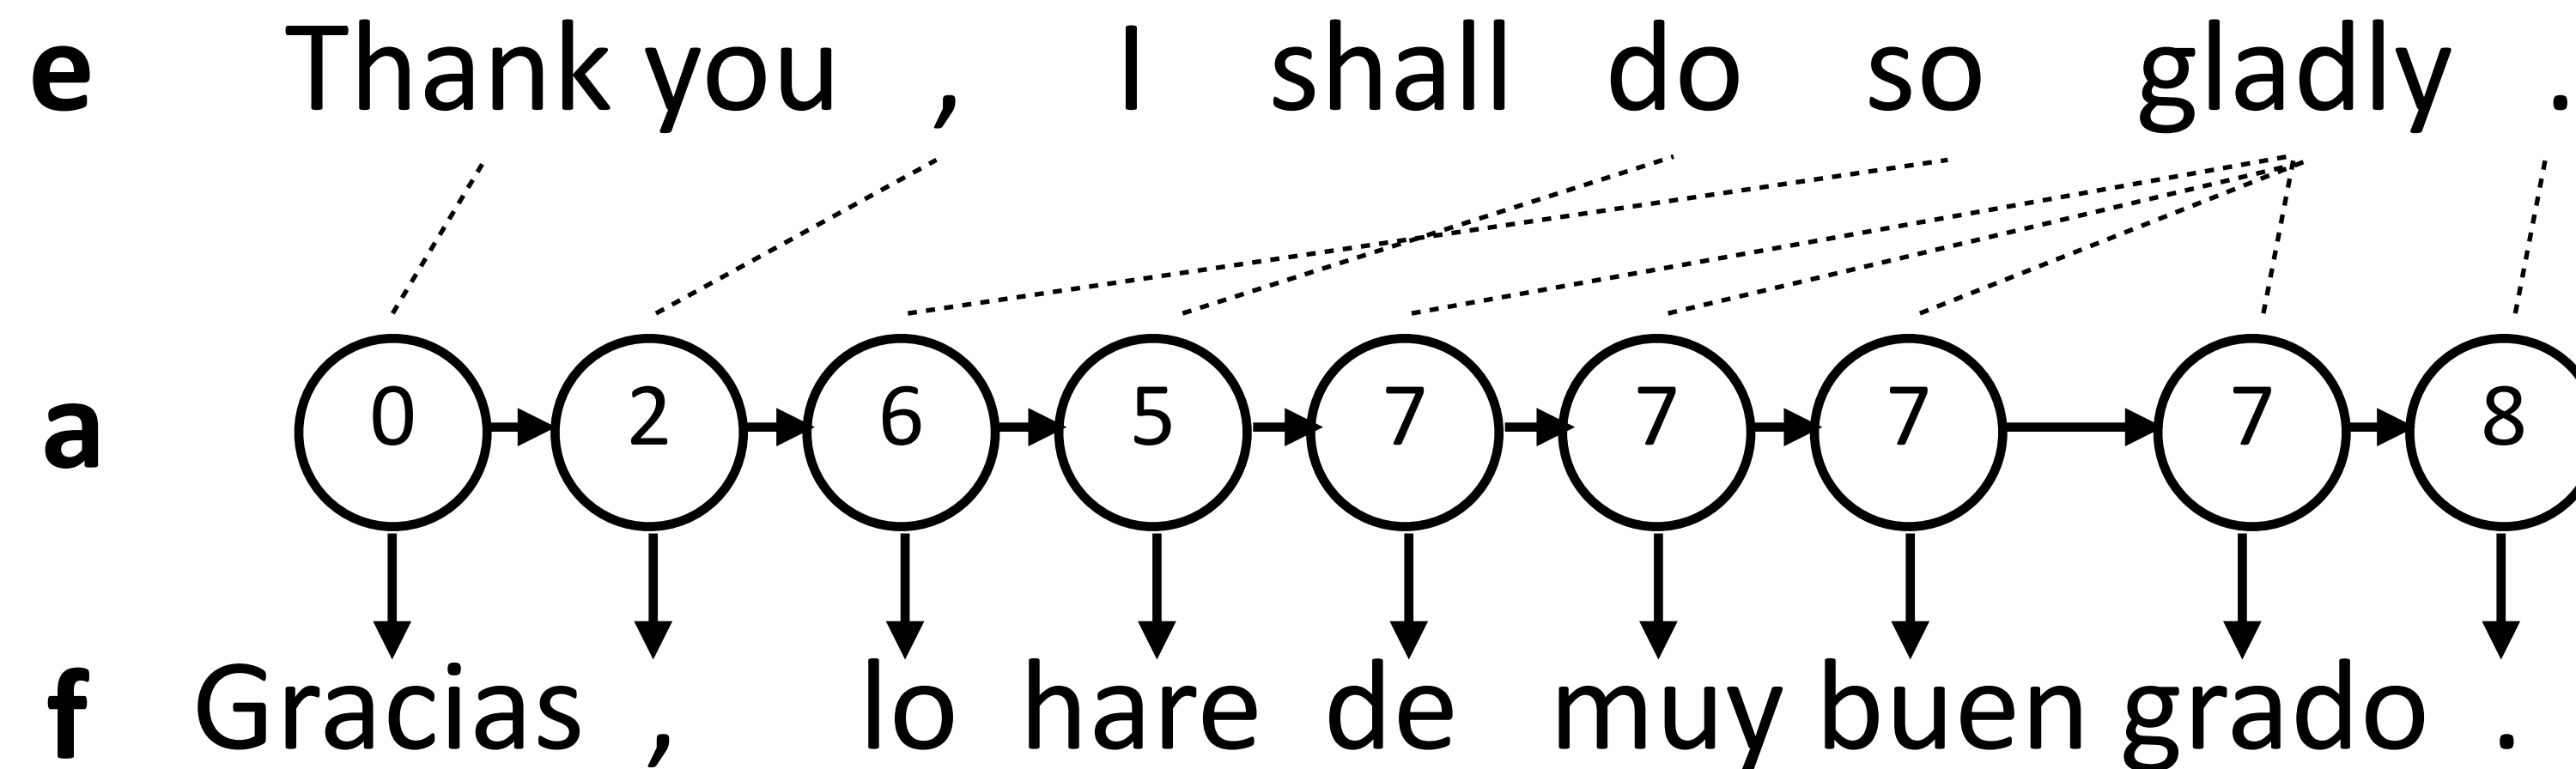 e Thank you , I shall do so gladly .
a 0 2 6 5 7 7 7 7 8
f Gracias , lo hare de muy buen grado .